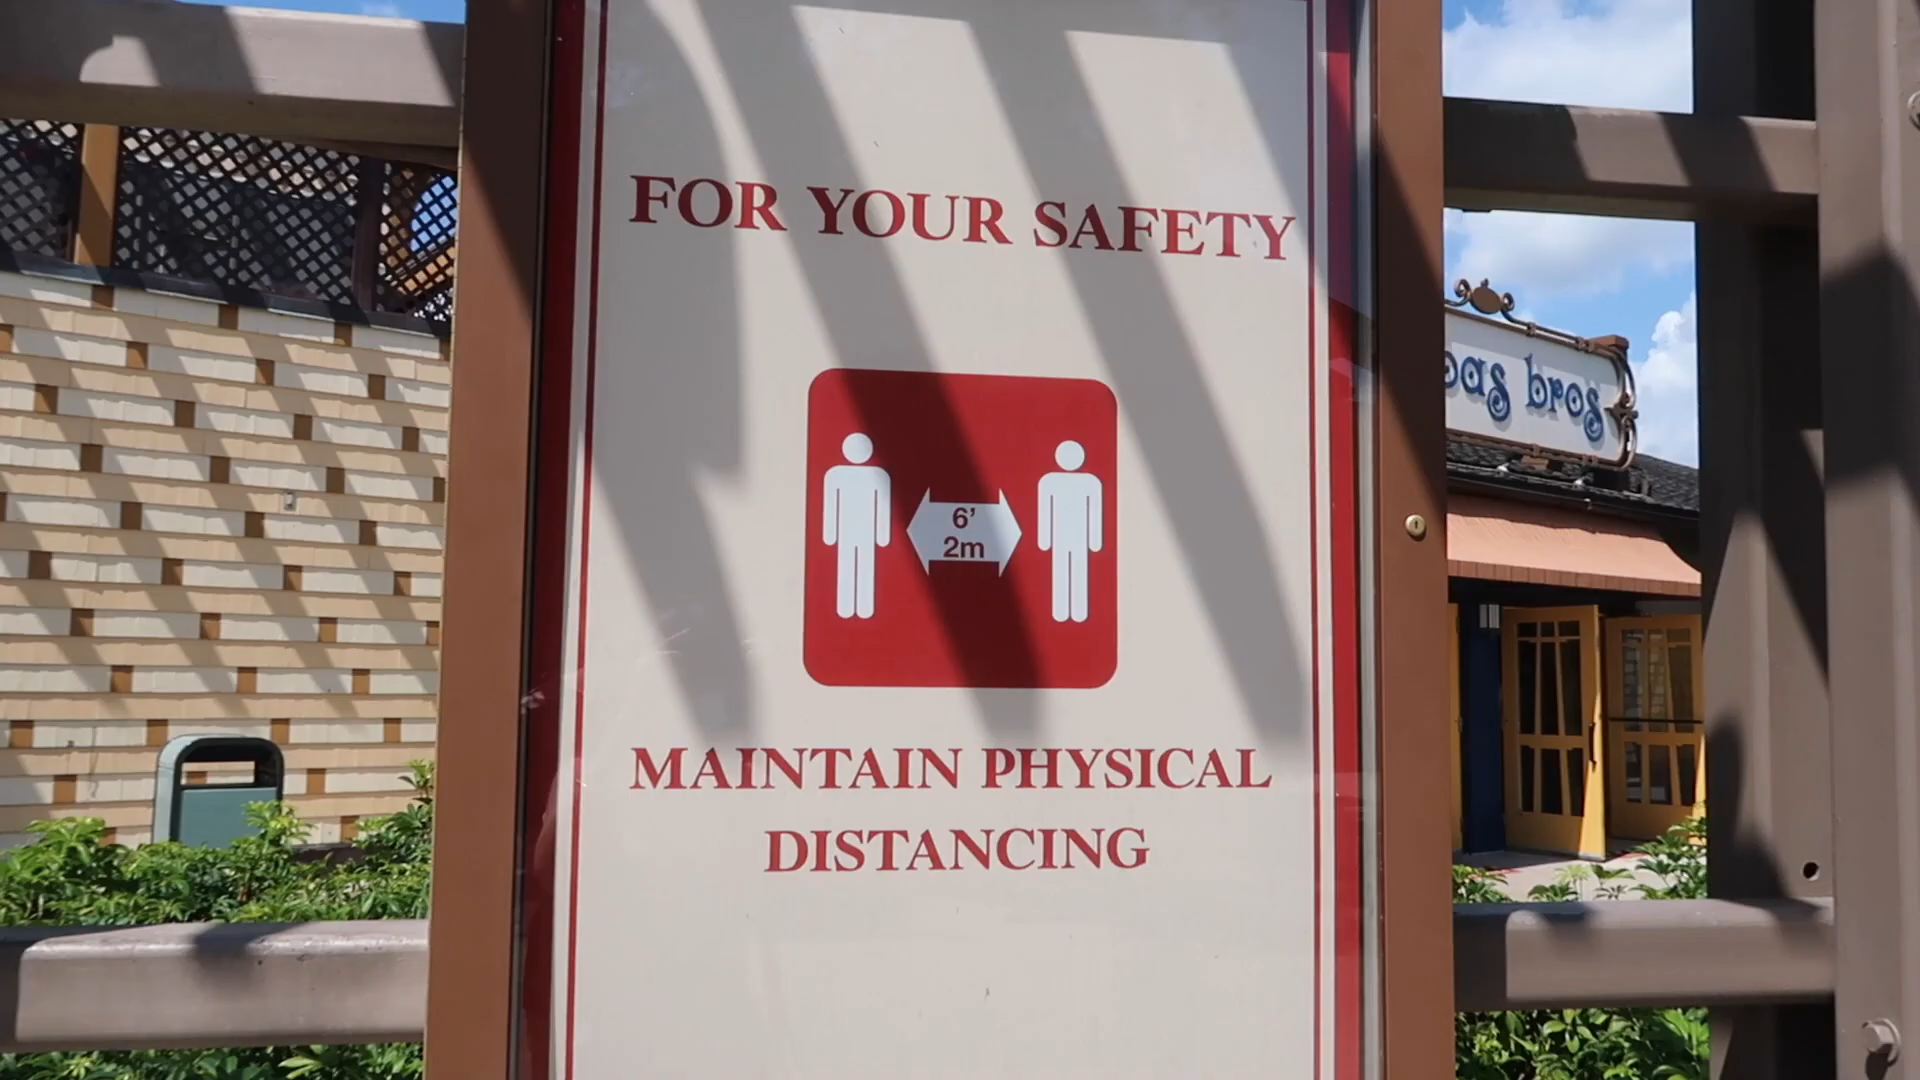 FOR YOUR SAFETY
6'
2m
MAINTAIN PHYSICAL
DISTANCING
bros